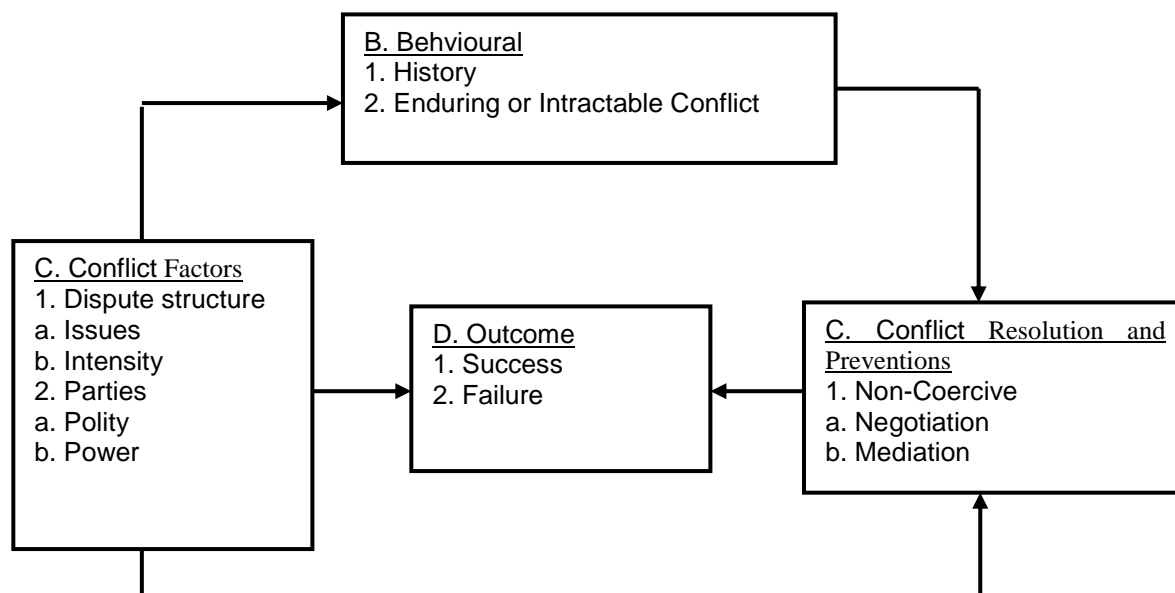 B. Behvioural
1. History
2. Enduring or Intractable Conflict
C. Conflict Factors
1. Dispute structure
a. Issues
b. Intensity
2. Parties
a. Polity
b. Power
D. Outcome
1. Success
2. Failure
C. Conflict Resolution and
Preventions
1. Non-Coercive
a. Negotiation
b. Mediation